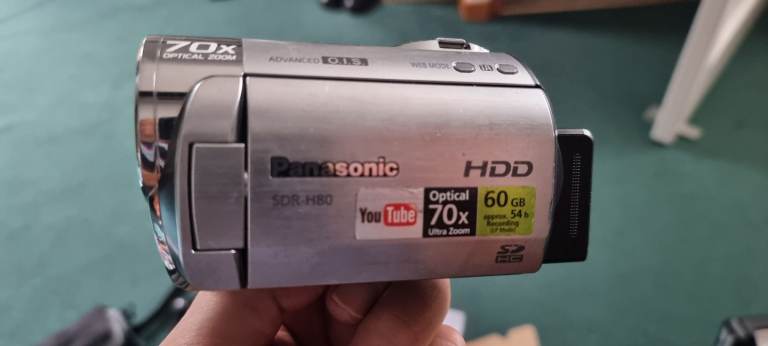 70x
OPTICAL ZOOM
ADVANCED O.I.S.
Panasonic
HDD
SDR-H80
YouTube
Optical
70x
Ultra Zoom
60 GB
approx. 54 h
Recording
(LP Mode)
SD
HC